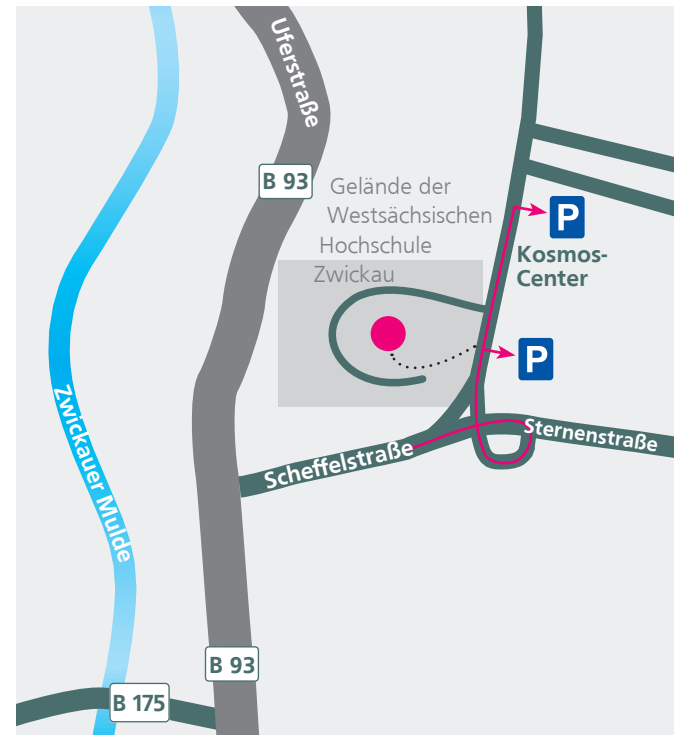 Uferstraße
B 93
Gelände der
Westsächsischen
Hochschule
Zwickau
P
Kosmos-
Center
P
Zwickauer Mulde
Scheffelstraße
Sternenstraße
B 93
B 175